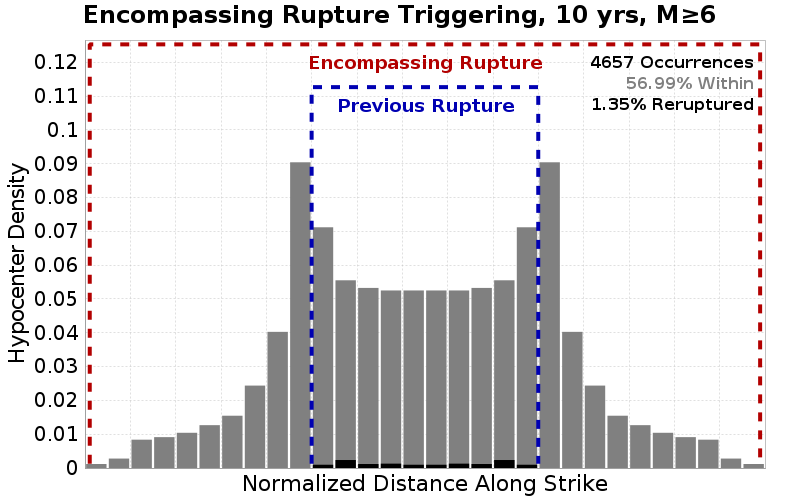 Encompassing Rupture Triggering, 10 yrs, M≥6
Encompassing Rupture
Previous Rupture
4657 Occurrences
56.99% Within
1.35% Reruptured
Hypocenter Density
0.12
0.11
0.1
0.09
0.08
0.07
0.06
0.05
0.04
0.03
0.02
0.01
0
Normalized Distance Along Strike